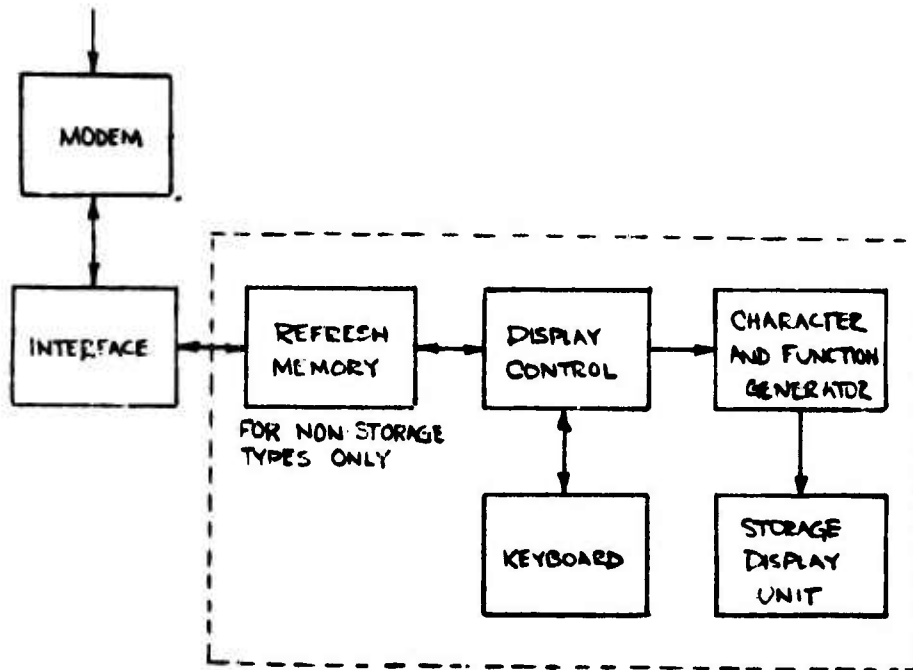 MODEM
INTERFACE
REFRESH
MEMORY
FOR NON-STORAGE
TYPES ONLY
DISPLAY
CONTROL
CHARACTER
AND FUNCTION
GENERATOR
KEYBOARD
STORAGE
DISPLAY
UNIT